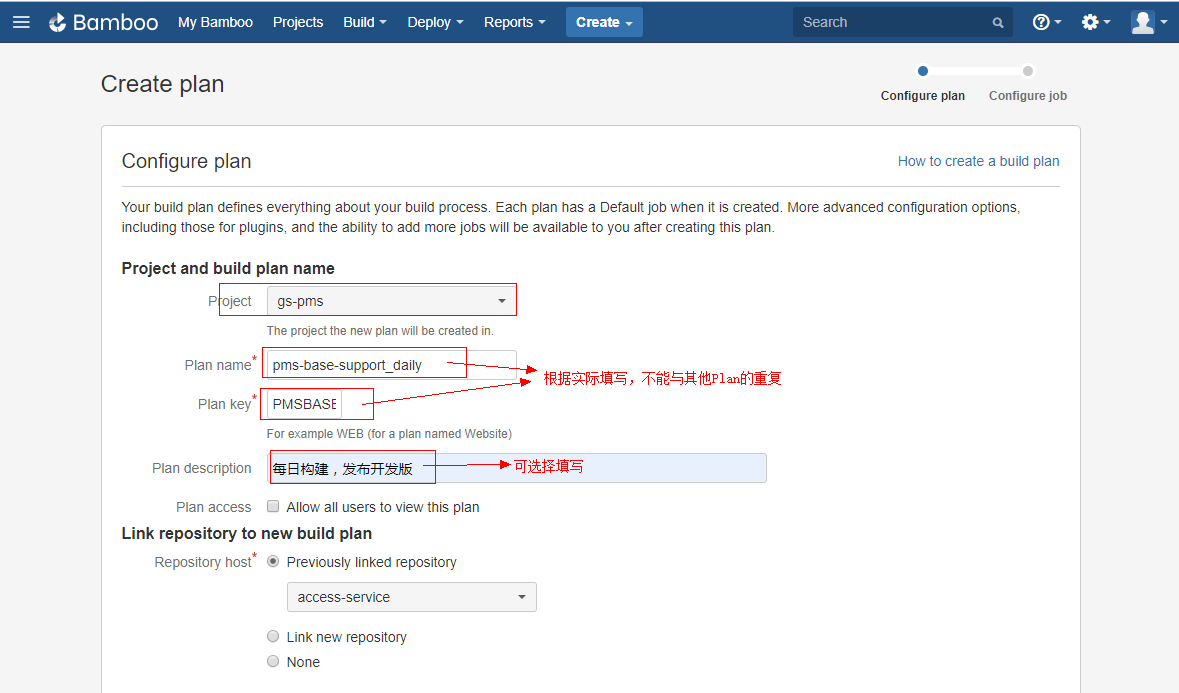 Bamboo My Bamboo Projects Build Deploy Reports Create Search
Create plan
Configure plan Configure job
Configure plan How to create a build plan
Your build plan defines everything about your build process. Each plan has a Default job when it is created. More advanced configuration options,
including those for plugins, and the ability to add more jobs will be available to you after creating this plan.
Project and build plan name
Project gs-pms
The project the new plan will be created in.
Plan name* pms-base-support_daily
根据实际填写，不能与其他Plan的重复
Plan key* PMSBASE
For example WEB (for a plan named Website)
Plan description 每日构建，发布开发版 可选择填写
Plan access Allow all users to view this plan
Link repository to new build plan
Repository host* Previously linked repository
access-service
Link new repository
None